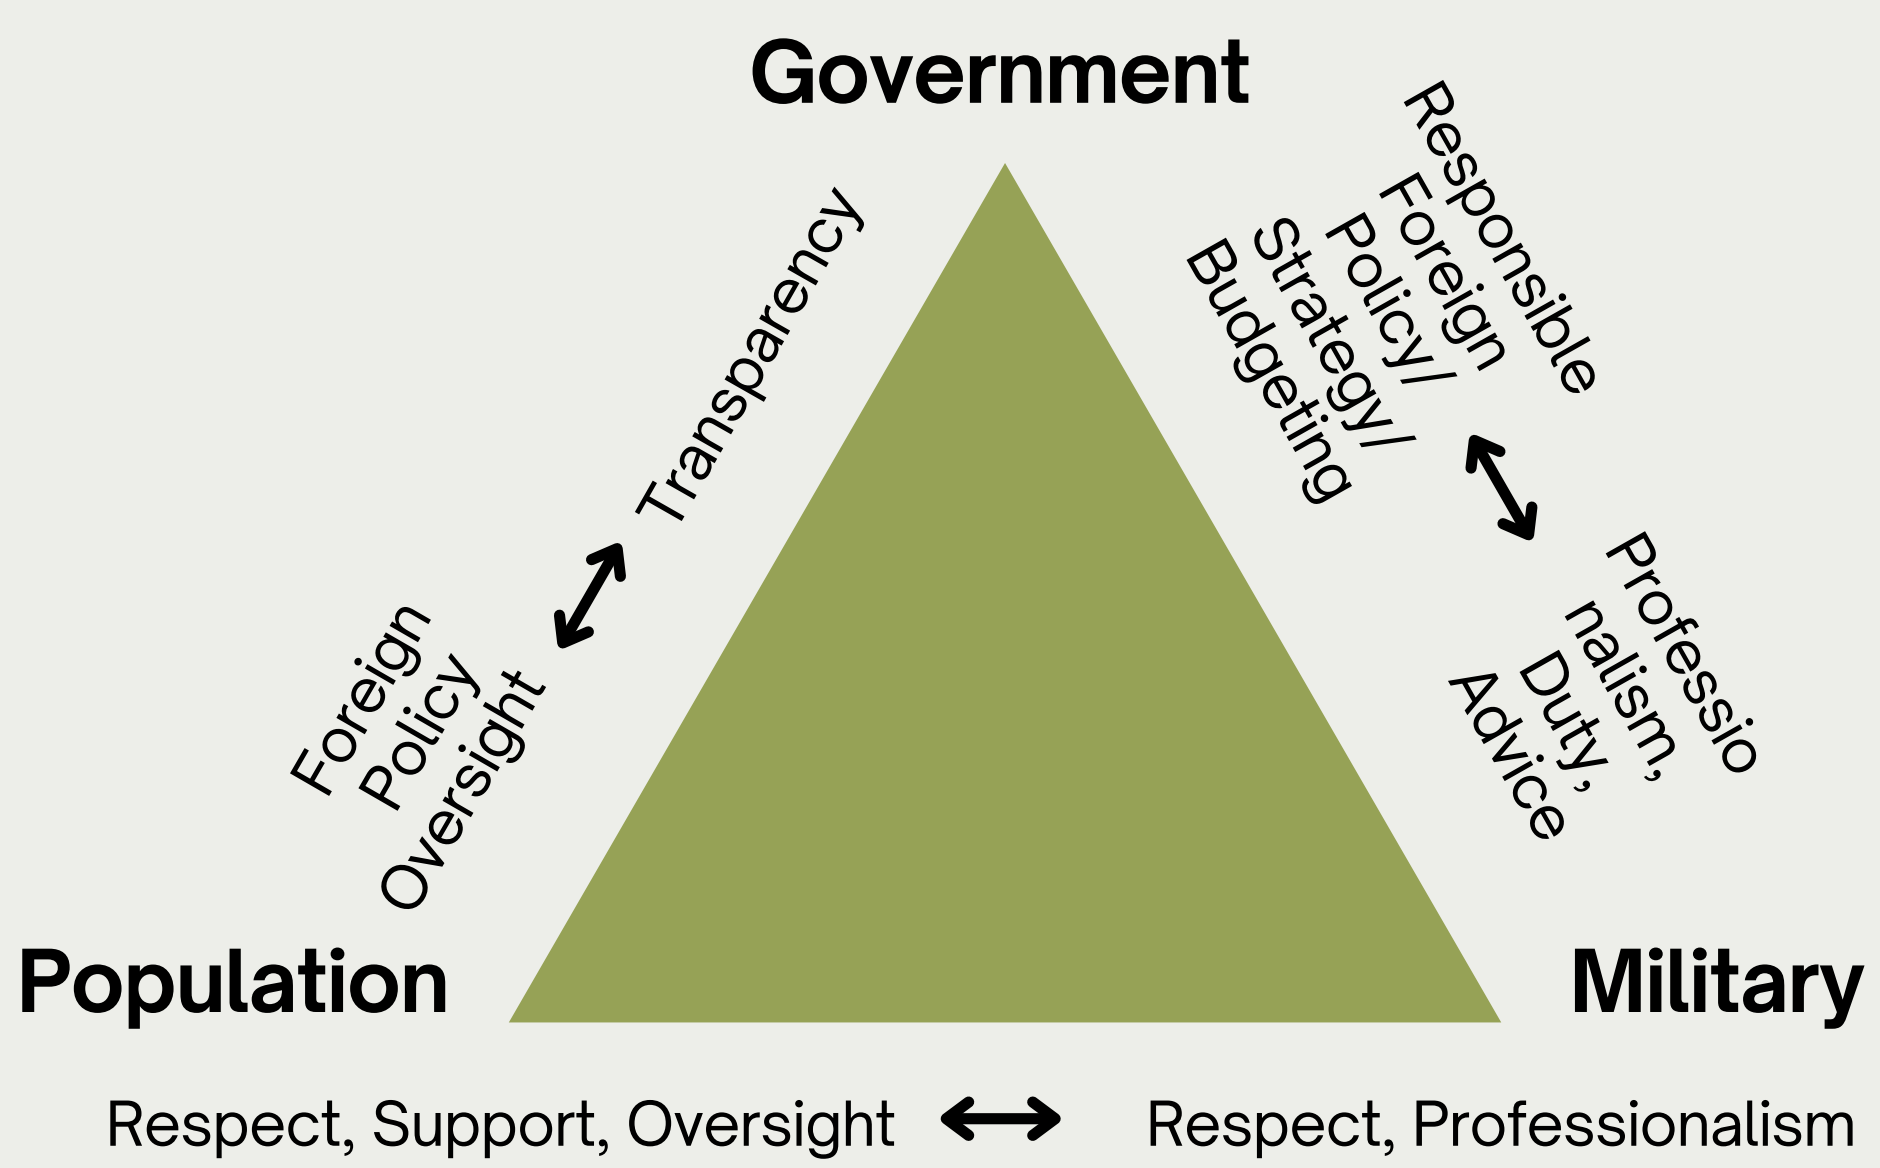 Government
Responsible
Foreign
Policy/
Strategy/
Budgeting
Transparency
Professio
nalism,
Duty,
Advice
Foreign
Policy
Oversight
Population
Military
Respect, Support, Oversight
Respect, Professionalism